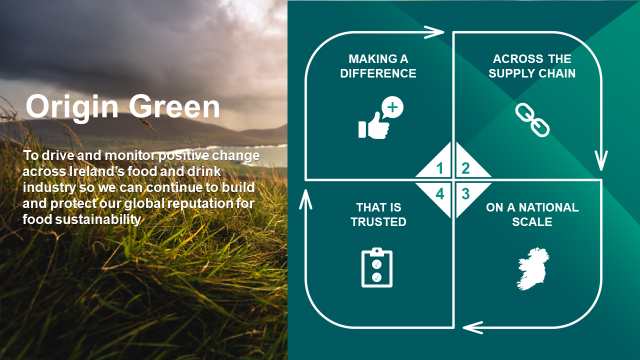 Origin Green
To drive and monitor positive change
across Ireland's food and drink
industry so we can continue to build
and protect our global reputation for
food sustainability
MAKING A
DIFFERENCE
1
ACROSS THE
SUPPLY CHAIN
2
ON A NATIONAL
SCALE
3
THAT IS
TRUSTED
4